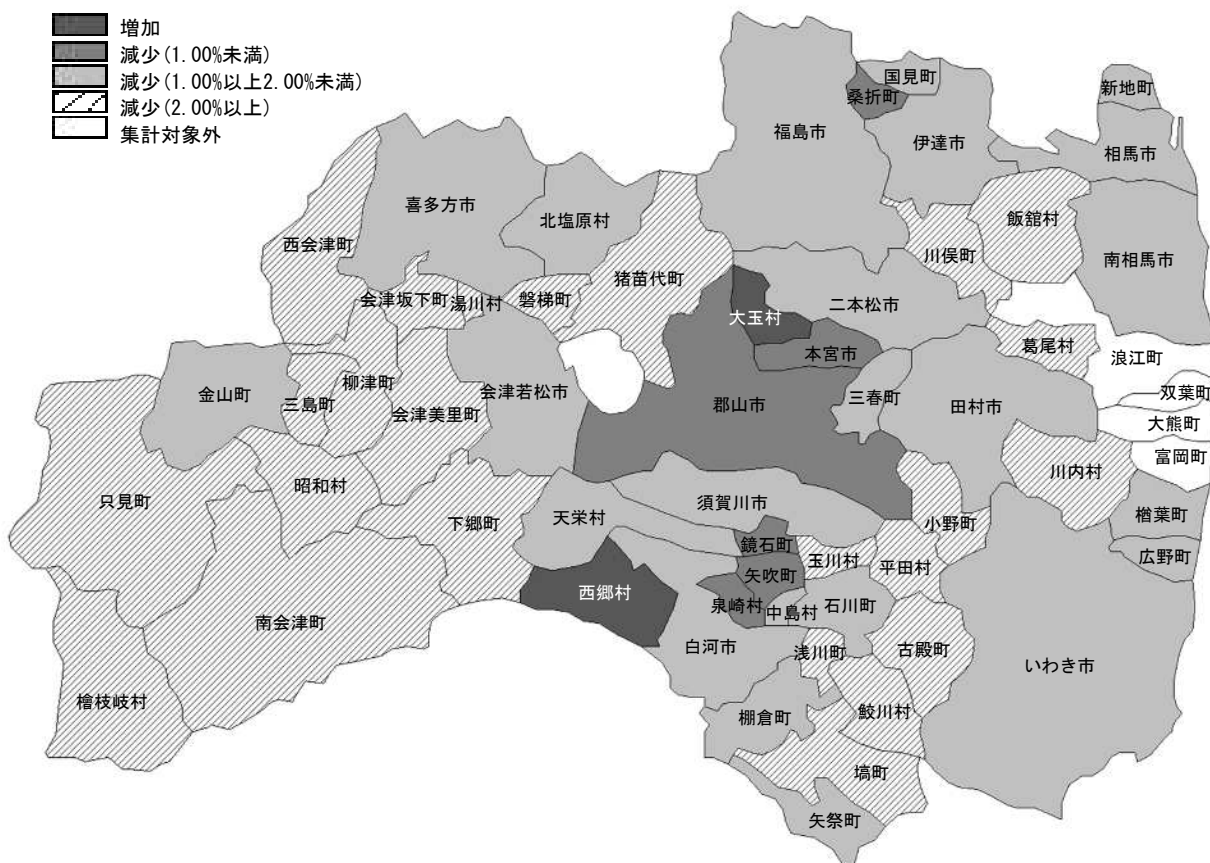 増加
減少(1.00%未満)
減少(1.00%以上2.00%未満)
減少(2.00%以上)
集計対象外
国見町
桑折町
新地町
福島市
伊達市
相馬市
喜多方市
北塩原村
飯舘村
西会津町
川俣町
猪苗代町
南相馬市
会津坂下町
湯川村
磐梯町
二本松市
大玉村
本宮市
葛尾村
浪江町
金山町
三島町
柳津町
会津若松市
会津美里町
郡山市
三春町
田村市
双葉町
大熊町
富岡町
川内村
只見町
昭和村
須賀川市
下郷町
天栄村
小野町
楢葉町
鏡石町
玉川村
平田村
広野町
矢吹町
西郷村
泉崎村
中島村
石川町
南会津町
白河市
浅川町
古殿町
いわき市
檜枝岐村
棚倉町
鮫川村
塙町
矢祭町